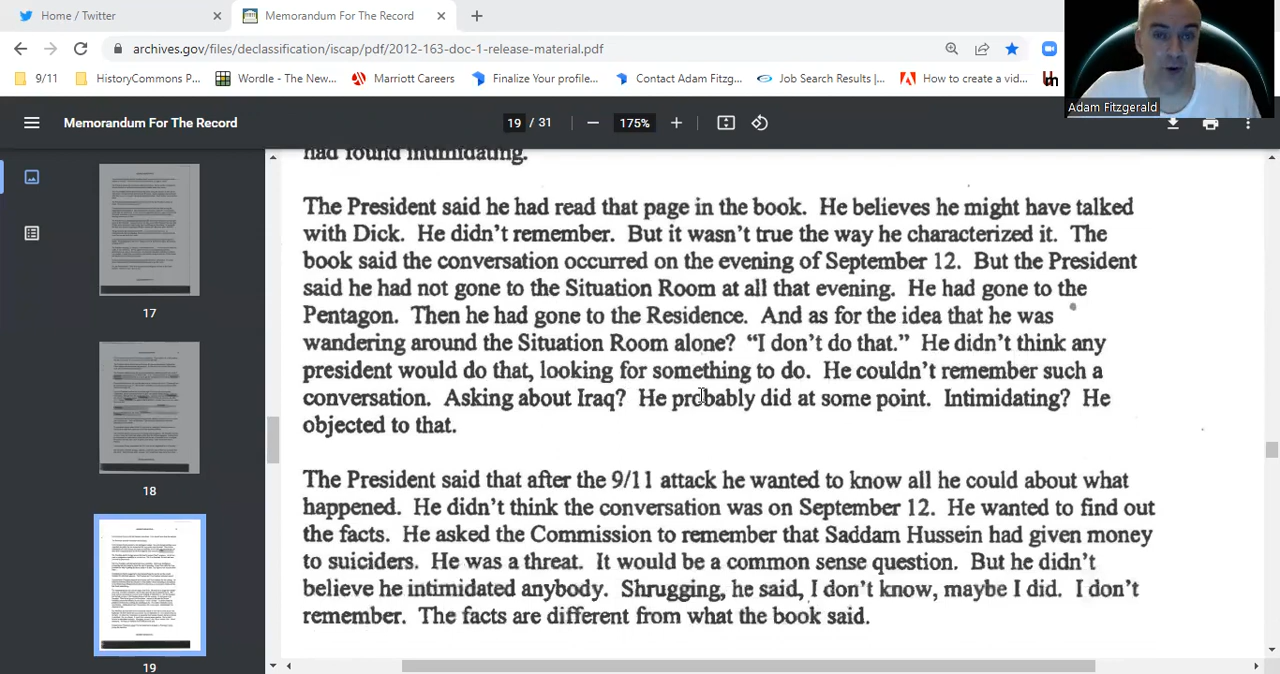 Home / Twitter
Memorandum For The Record
archives.gov/files/declassification/iscap/pdf/2012-163-doc-1-release-material.pdf
9/11
HistoryCommons P...
Wordle - The New...
Marriott Careers
Finalize Your profile...
Contact Adam Fitzg...
Job Search Results |...
How to create a vid...
Adam Fitzgerald
Memorandum For The Record
19 / 31
175%
17
18
19
had found intimidating.
The President said he had read that page in the book. He believes he might have talked
with Dick. He didn't remember. But it wasn't true the way he characterized it. The
book said the conversation occurred on the evening of September 12. But the President
said he had not gone to the Situation Room at all that evening. He had gone to the
Pentagon. Then he had gone to the Residence. And as for the idea that he was
wandering around the Situation Room alone? “I don't do that.” He didn't think any
president would do that, looking for something to do. He couldn't remember such a
conversation. Asking about Iraq? He probably did at some point. Intimidating? He
objected to that.
The President said that after the 9/11 attack he wanted to know all he could about what
happened. He didn't think the conversation was on September 12. He wanted to find out
the facts. He asked the Commission to remember that Saddam Hussein had given money
to suiciders. He was a threat. It would be a common sense question. But he didn't
believe he intimidated anybody. Shrugging, he said, I don't know, maybe I did. I don't
remember. The facts are different from what the book said.